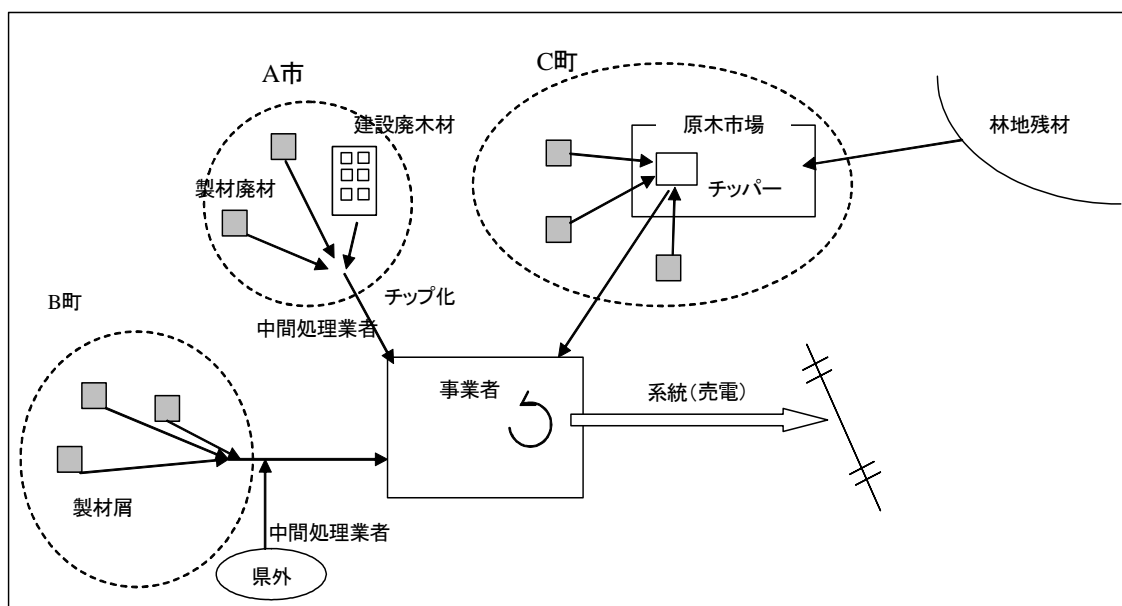 A市
C町
建設廃木材
原木市場
林地残材
製材廃材
チッパー
B町
チップ化
中間処理業者
事業者
系統（売電）
製材屑
中間処理業者
県外